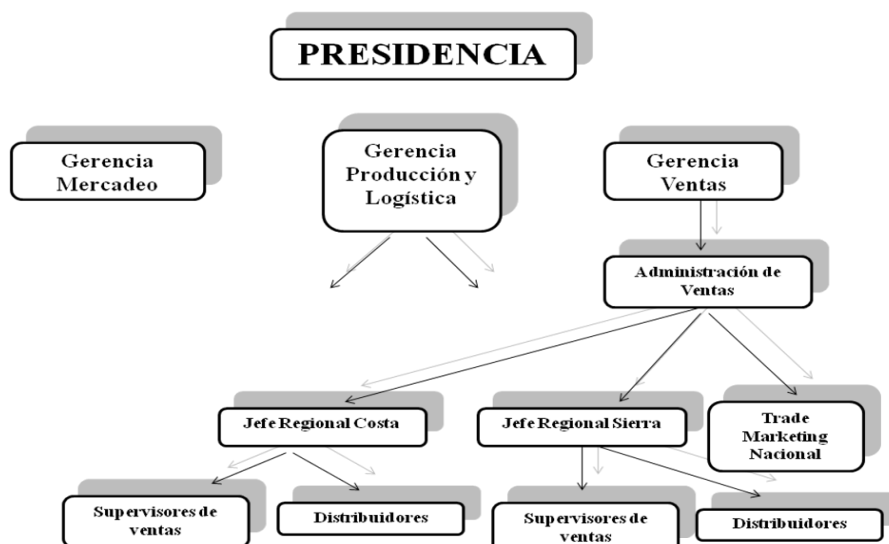 PRESIDENCIA
Gerencia
Mercadeo
Gerencia
Producción y
Logística
Gerencia
Ventas
Administración de
Ventas
Jefe Regional Costa
Jefe Regional Sierra
Trade
Marketing
Nacional
Supervisores de
ventas
Distribuidores
Supervisores de
ventas
Distribuidores